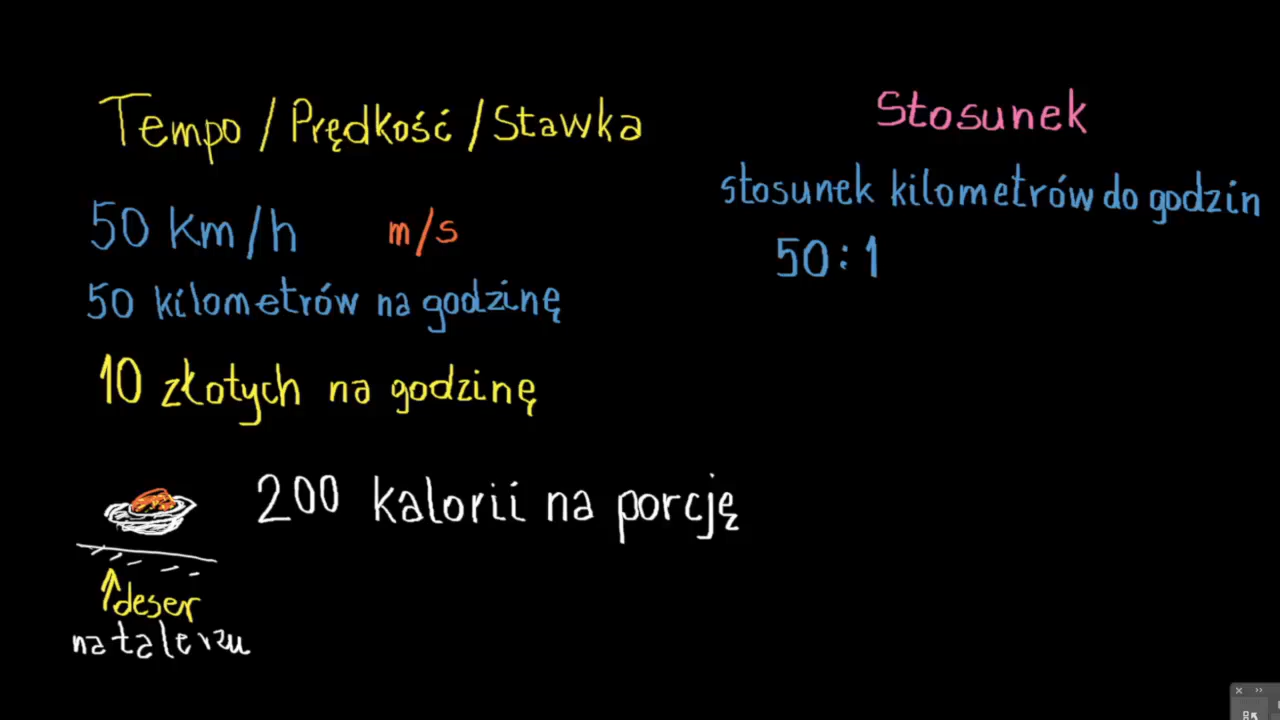 Tempo / Prędkość / Stawka
50 km/h m/s
50 kilometrów na godzinę
10 złotych na godzinę
200 kalorii na porcję
deser
na talerzu
Stosunek
stosunek kilometrów do godzin
50 : 1